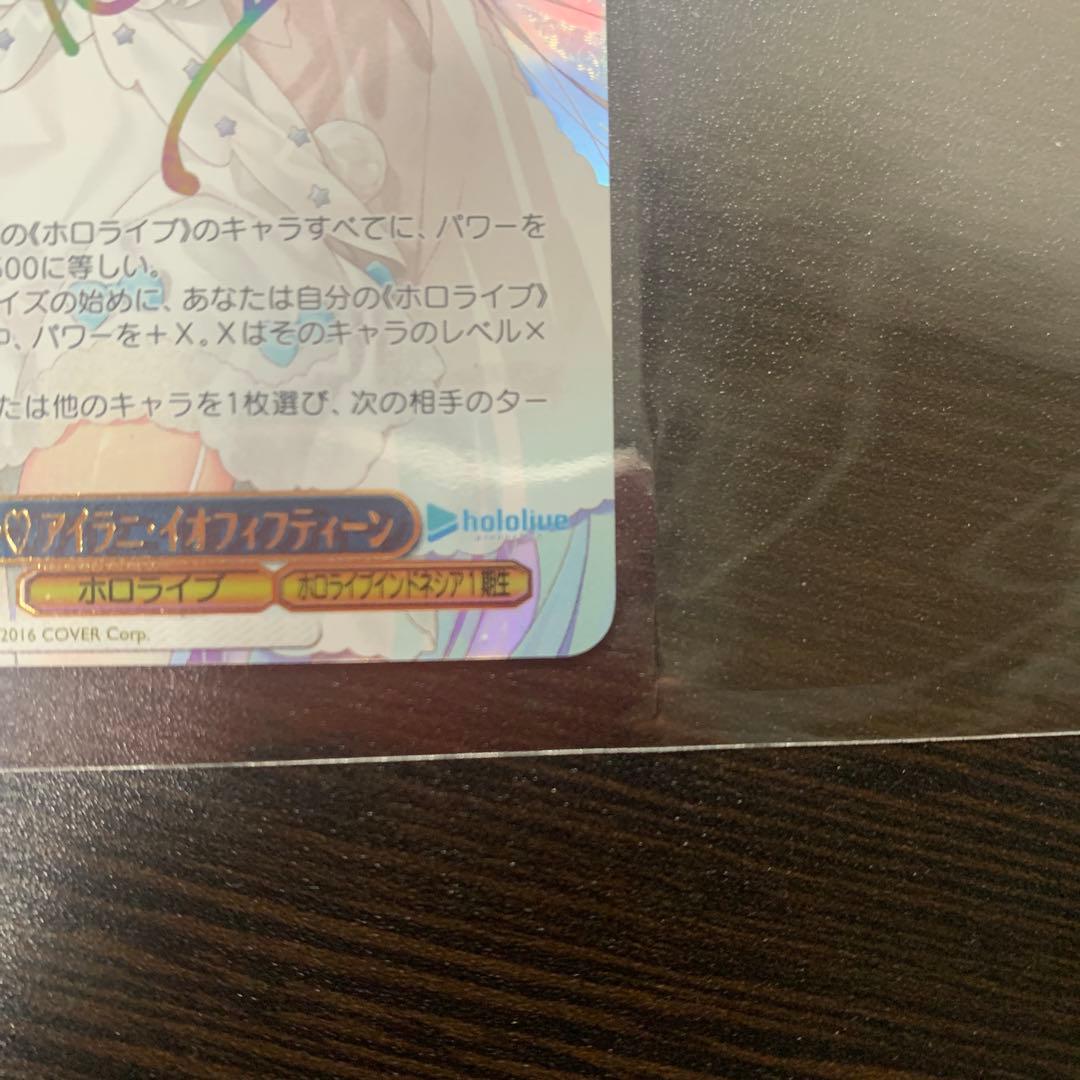 の《ホロライブ》のキャラすべてに、パワーを
500に等しい。
イズの始めに、あなたは自分の《ホロライブ》
、パワーを＋X。Xはそのキャラのレベル×
たは他のキャラを1枚選び、次の相手のター
♡アイラニ・イオフィフティーン
hololive
ホロライブ
ホロライブインドネシア1期生
2016 COVER Corp.